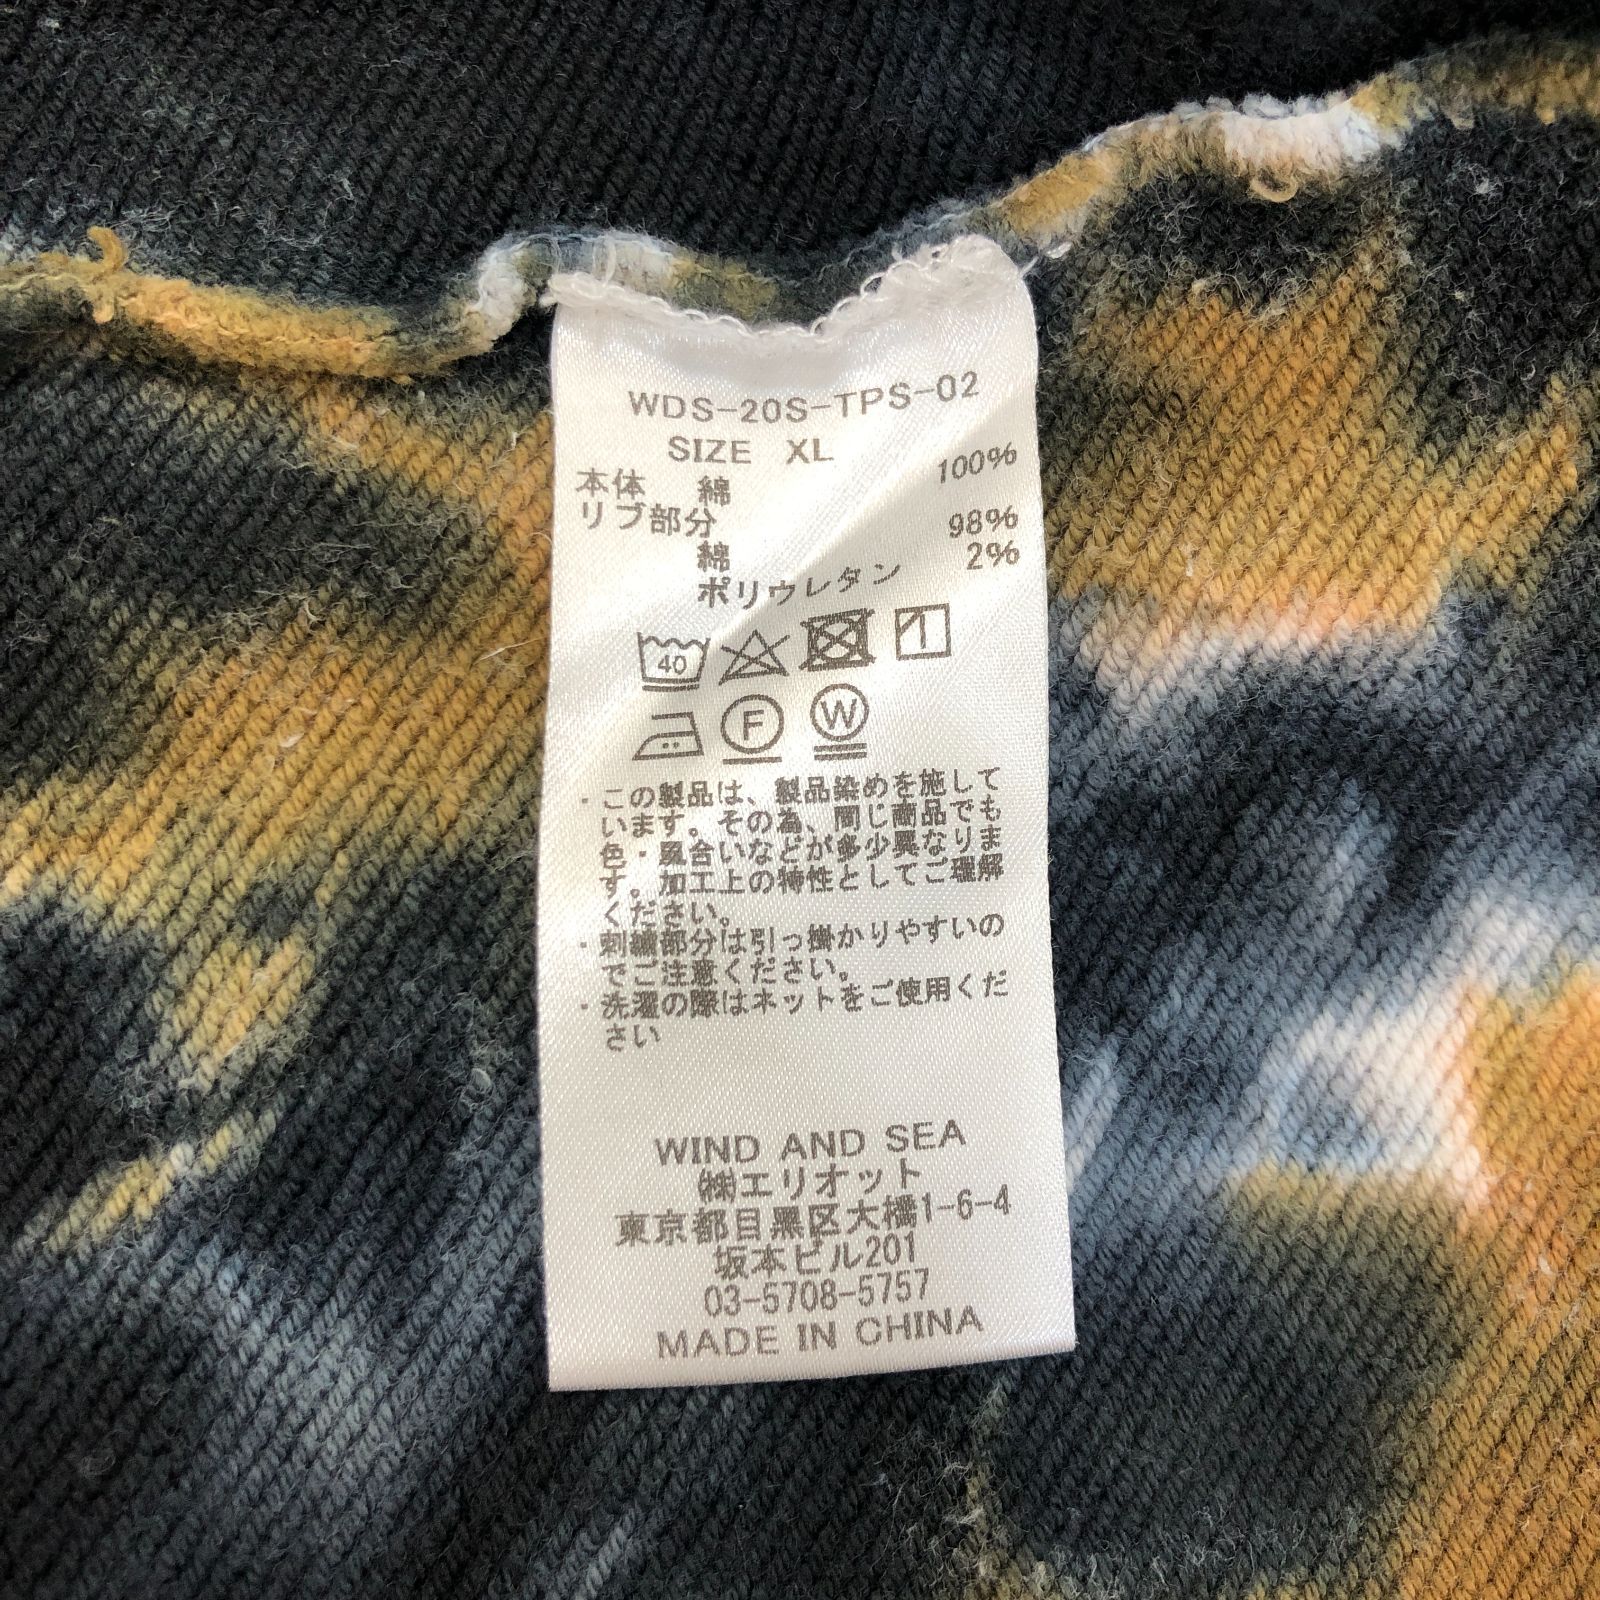 WDS-20S-TPS-02
SIZE XL
本体 綿 100%
リブ部分
綿 98%
ポリウレタン 2%
40
1
F W
・この製品は、製品染めを施して
います。その為、同じ商品でも
色・風合いなどが多少異なりま
す。加工上の特性としてご理解
ください。
・刺繍部分は引っ掛かりやすいの
でご注意ください。
・洗濯の際はネットをご使用くだ
さい
WIND AND SEA
㈱エリオット
東京都目黒区大橋1-6-4
坂本ビル201
03-5708-5757
MADE IN CHINA